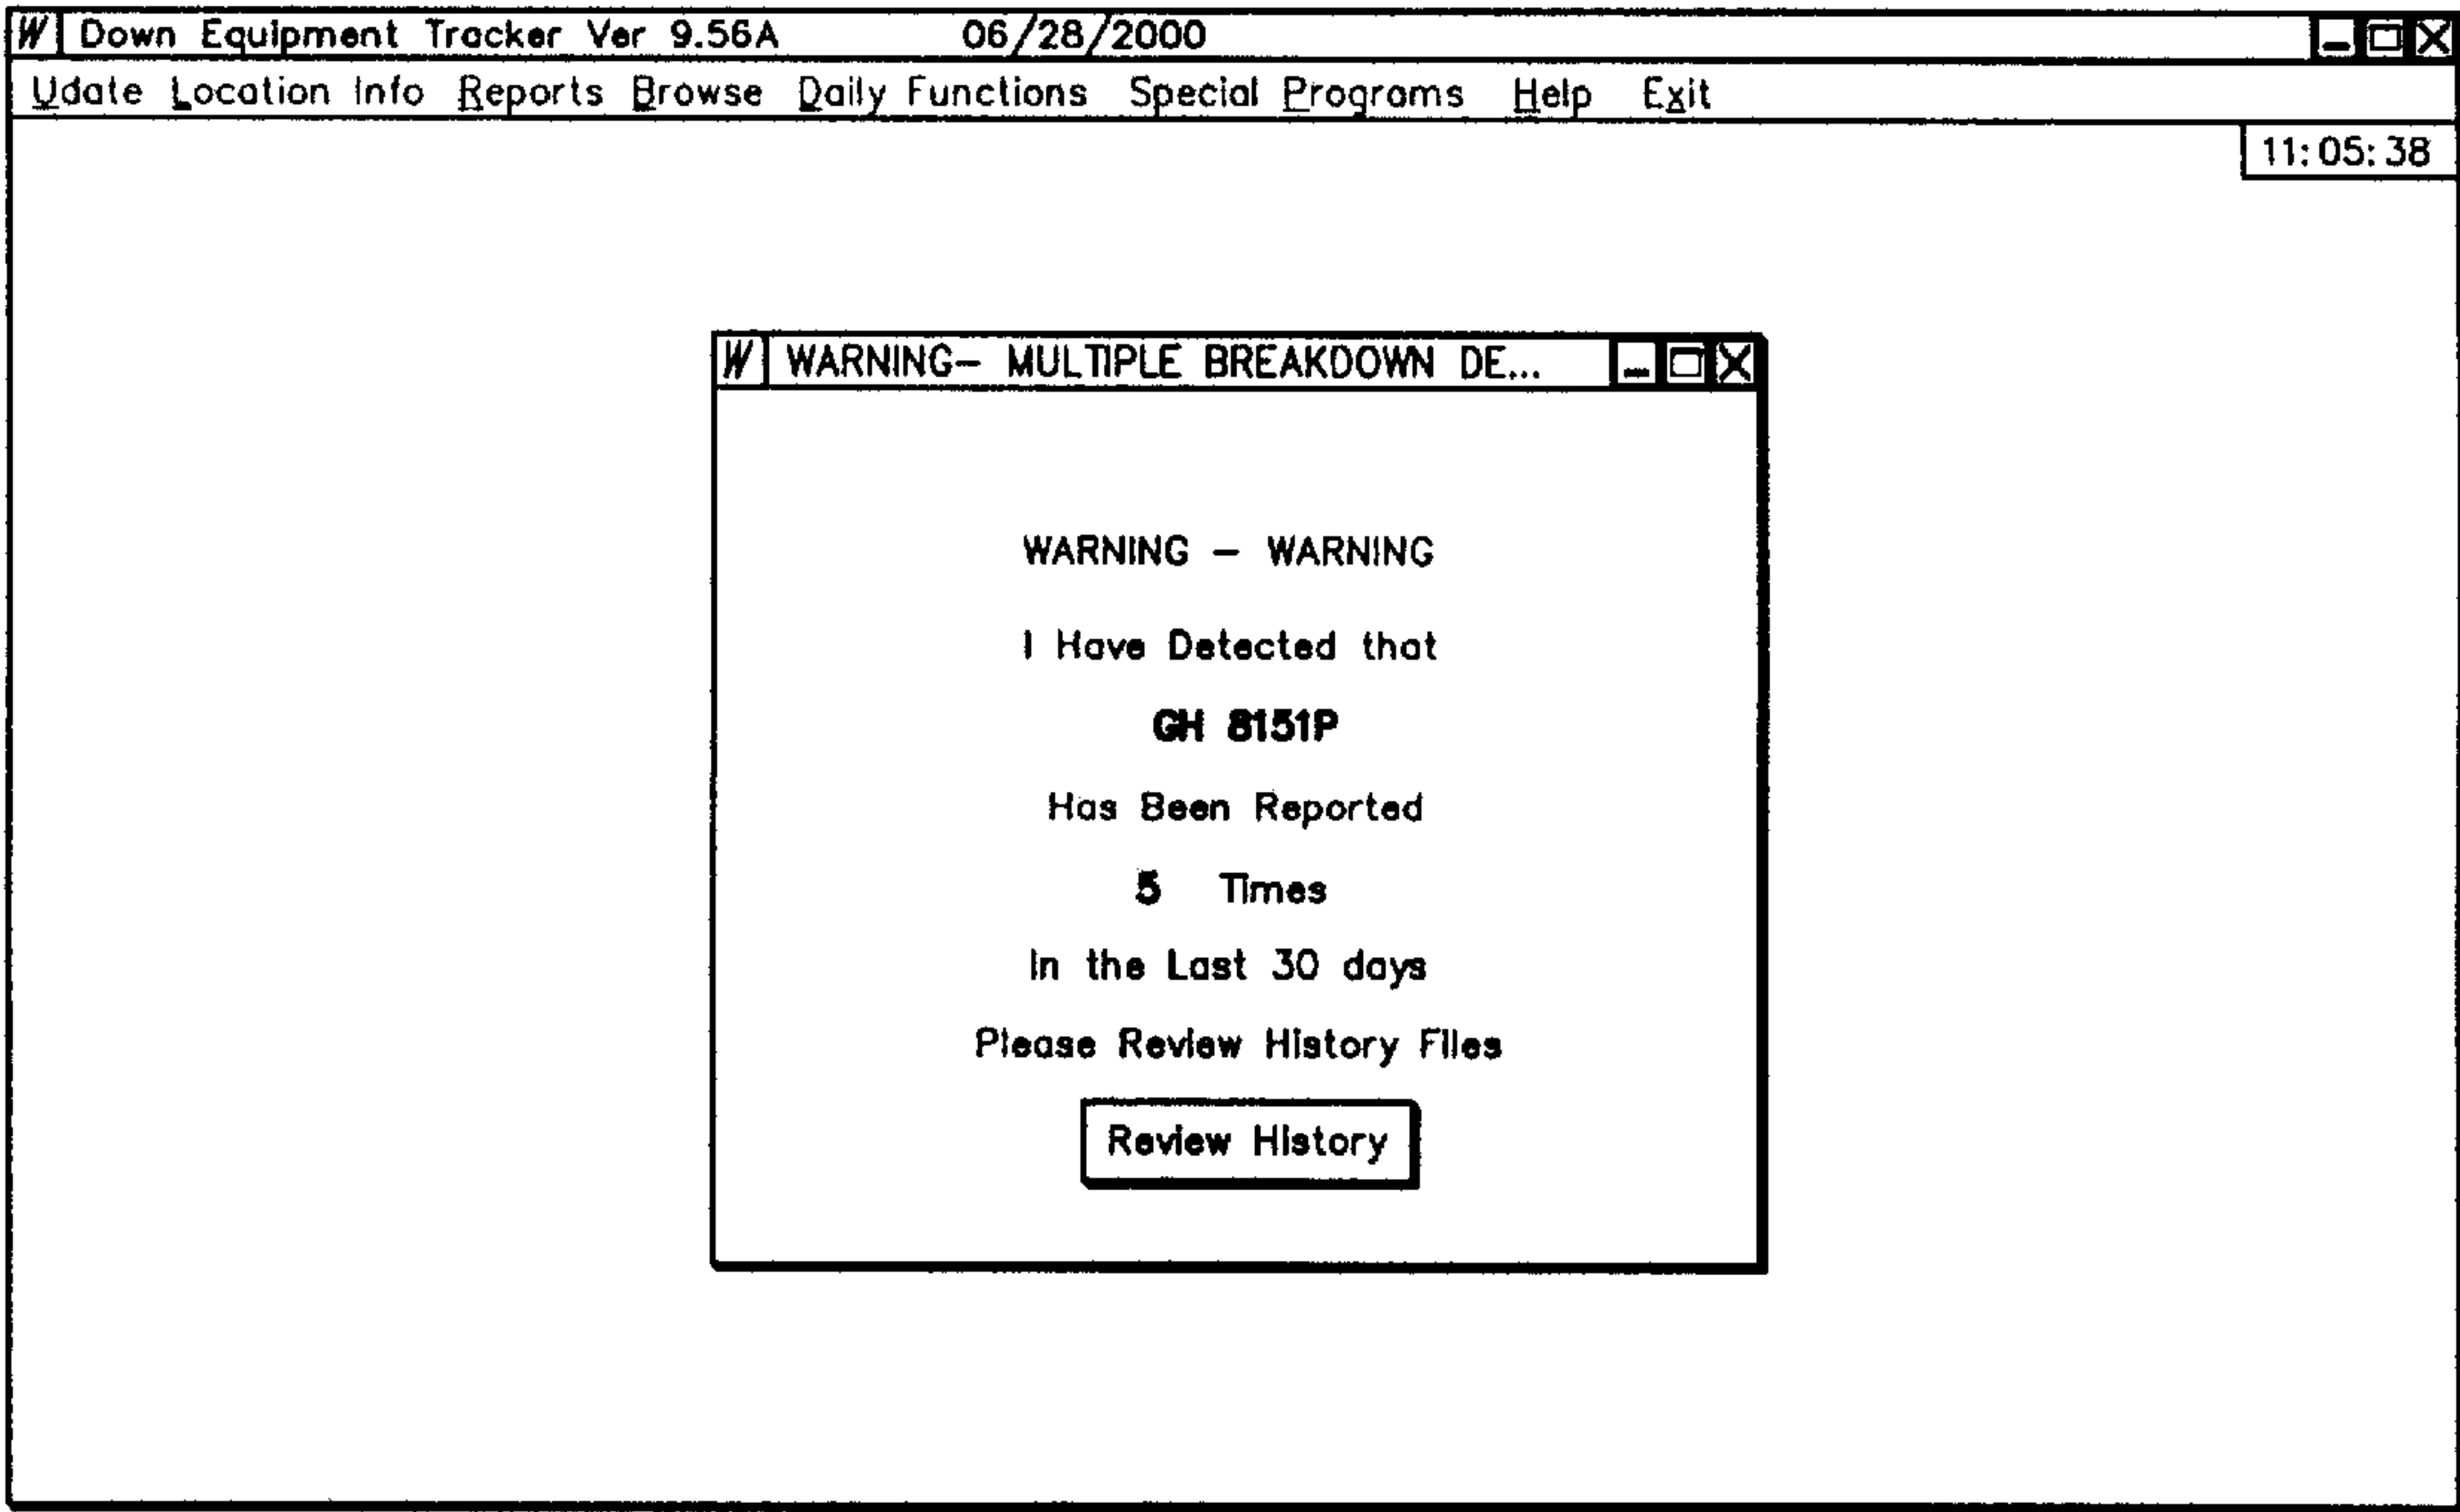 W Down Equipment Tracker Ver 9.56A 06/28/2000
Udate Location Info Reports Browse Daily Functions Special Programs Help Exit
11:05:38
W WARNING- MULTIPLE BREAKDOWN DE...
WARNING - WARNING
I Have Detected that
GH 8151P
Has Been Reported
5 Times
In the Last 30 days
Please Review History Files
Review History